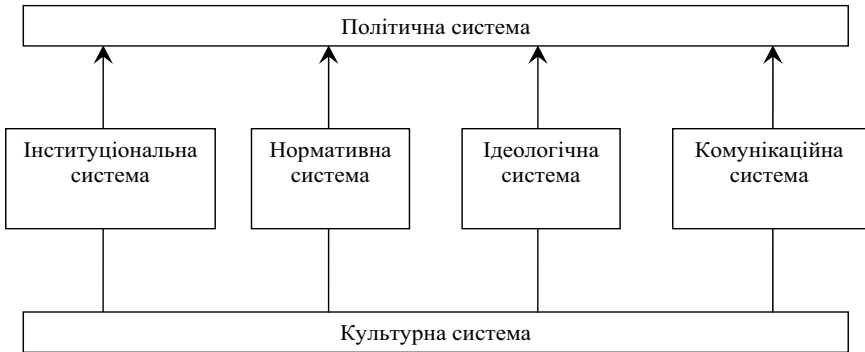 Політична система
Інституціональна
система
Нормативна
система
Ідеологічна
система
Комунікаційна
система
Культурна система